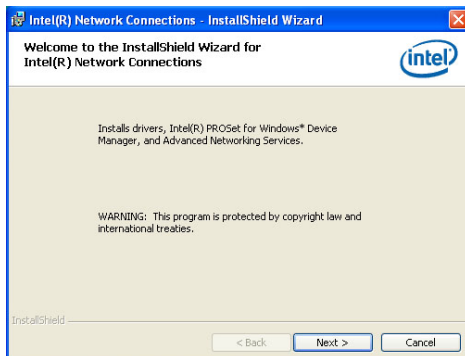 Intel(R) Network Connections - InstallShield Wizard
Welcome to the InstallShield Wizard for
Intel(R) Network Connections
(intel)
Installs drivers, Intel(R) PROSet for Windows* Device
Manager, and Advanced Networking Services.
WARNING: This program is protected by copyright law and
international treaties.
InstallShield
< Back
Next >
Cancel